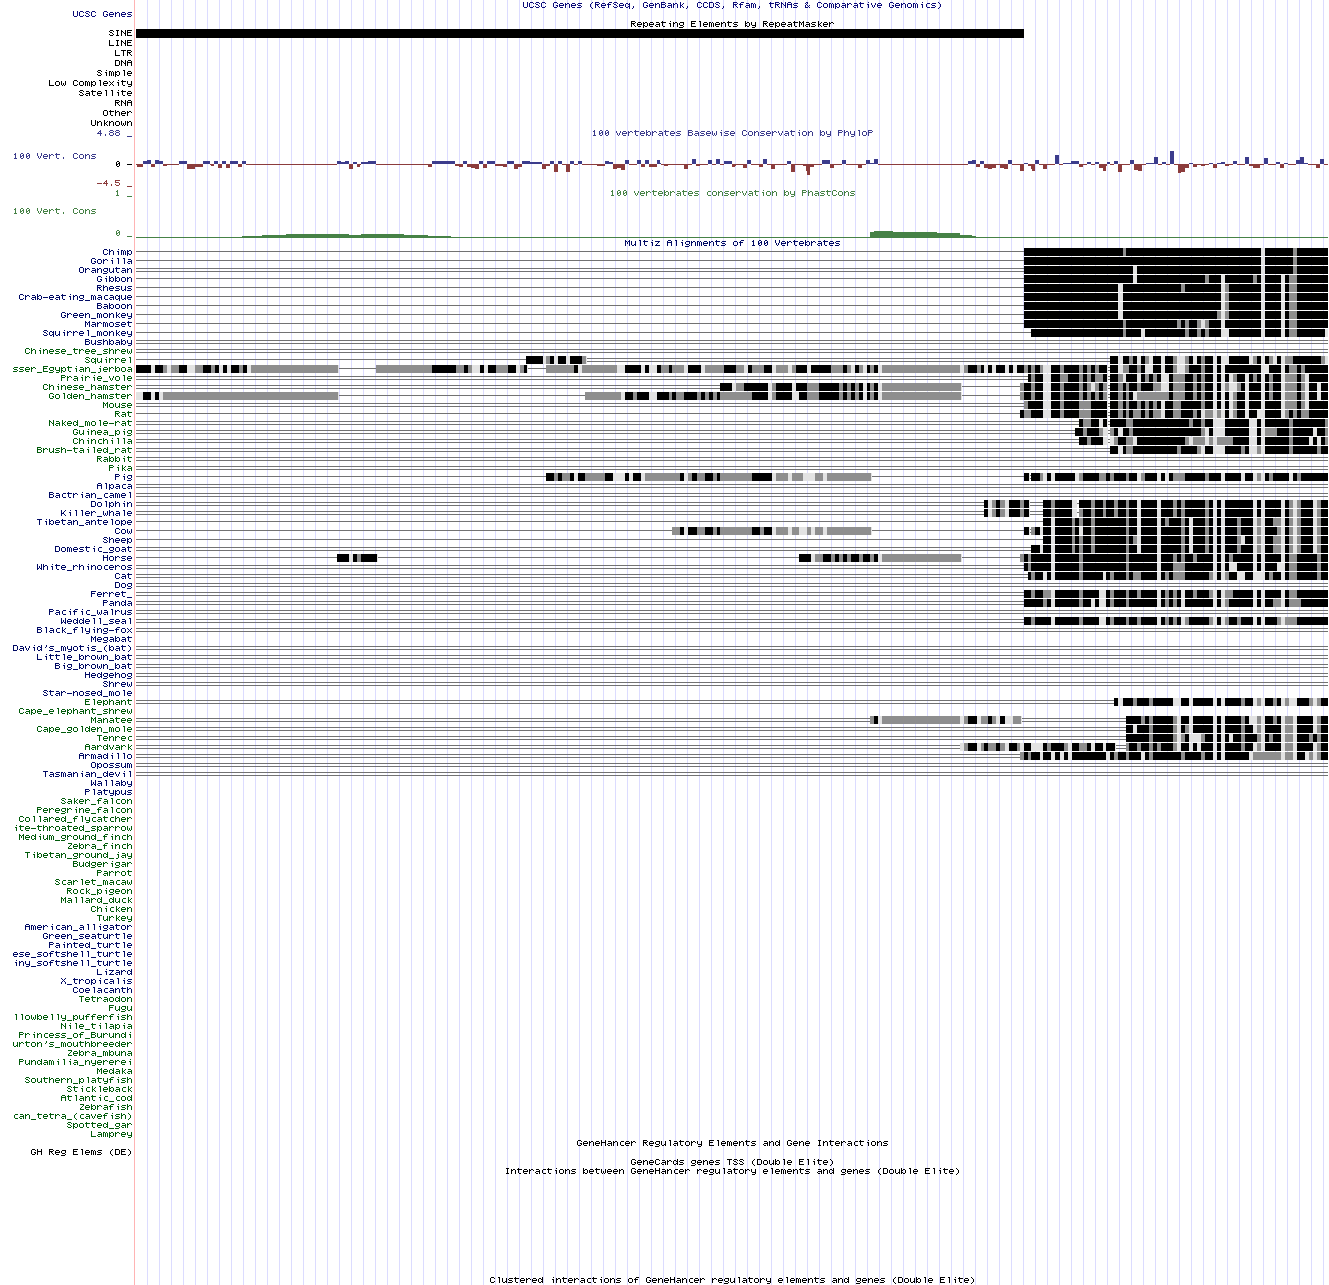 UCSC Genes (RefSeq, GenBank, CCDS, Rfam, tRNAs & Comparative Genomics)
UCSC Genes
Repeating Elements by RepeatMasker
SINE
LINE
LTR
DNA
Simple
Low Complexity
Satellite
RNA
Other
Unknown
4.88 _
100 vertebrates Basewise Conservation by PhyloP
100 Vert. Cons
0 _
-4.5 _
1 _
100 vertebrates conservation by PhastCons
100 Vert. Cons
0 _
Multiz Alignments of 100 Vertebrates
Chimp
Gorilla
Orangutan
Gibbon
Rhesus
Crab-eating_macaque
Baboon
Green_monkey
Marmoset
Squirrel_monkey
Bushbaby
Chinese_tree_shrew
Squirrel
sser_Egyptian_jerboa
Prairie_vole
Chinese_hamster
Golden_hamster
Mouse
Rat
Naked_mole-rat
Guinea_pig
Chinchilla
Brush-tailed_rat
Rabbit
Pika
Pig
Alpaca
Bactrian_camel
Dolphin
Killer_whale
Tibetan_antelope
Cow
Sheep
Domestic_goat
Horse
White_rhinoceros
Cat
Dog
Ferret_
Panda
Pacific_walrus
Weddell_seal
Black_flying-fox
Megabat
David's_myotis_(bat)
Little_brown_bat
Big_brown_bat
Hedgehog
Shrew
Star-nosed_mole
Elephant
Cape_elephant_shrew
Manatee
Cape_golden_mole
Tenrec
Aardvark
Armadillo
Opossum
Tasmanian_devil
Wallaby
Platypus
Saker_falcon
Peregrine_falcon
Collared_flycatcher
ite-throated_sparrow
Medium_ground_finch
Zebra_finch
Tibetan_ground_jay
Budgerigar
Parrot
Scarlet_macaw
Rock_pigeon
Mallard_duck
Chicken
Turkey
American_alligator
Green_seaturtle
Painted_turtle
ese_softshell_turtle
iny_softshell_turtle
Lizard
X_tropicalis
Coelacanth
Tetraodon
Fugu
llowbelly_pufferfish
Nile_tilapia
Princess_of_Burundi
urton's_mouthbreeder
Zebra_mbuna
Pundamilia_nyererei
Medaka
Southern_platyfish
Stickleback
Atlantic_cod
Zebrafish
can_tetra_(cavefish)
Spotted_gar
Lamprey
GeneHancer Regulatory Elements and Gene Interactions
GH Reg Elems (DE)
GeneCards genes TSS (Double Elite)
Interactions between GeneHancer regulatory elements and genes (Double Elite)
Clustered interactions of GeneHancer regulatory elements and genes (Double Elite)